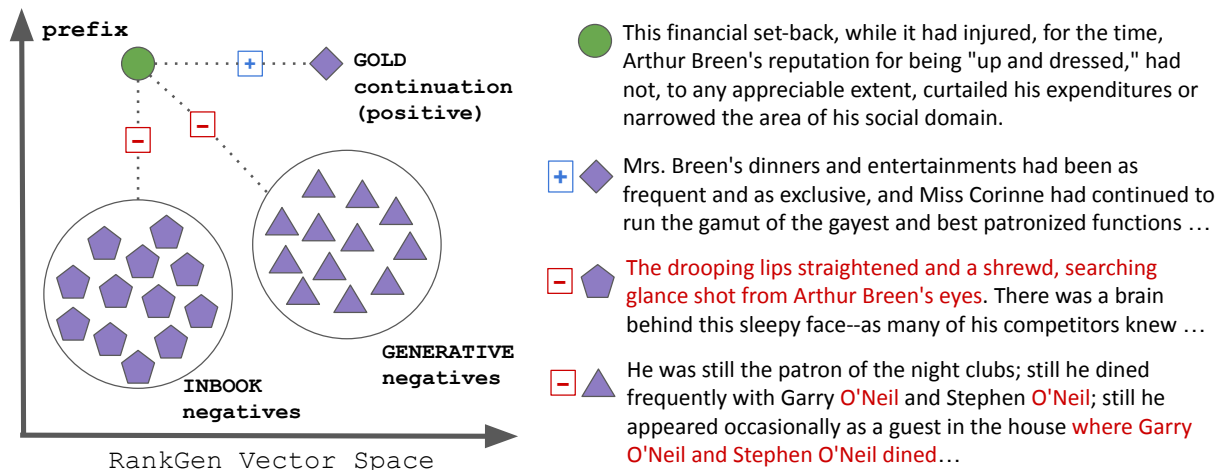 prefix
+
GOLD
continuation
(positive)
–
–
GENERATIVE
negatives
INBOOK
negatives
RankGen Vector Space
This financial set-back, while it had injured, for the time,
Arthur Breen's reputation for being "up and dressed," had
not, to any appreciable extent, curtailed his expenditures or
narrowed the area of his social domain.
+
Mrs. Breen's dinners and entertainments had been as
frequent and as exclusive, and Miss Corinne had continued to
run the gamut of the gayest and best patronized functions …
–
The drooping lips straightened and a shrewd, searching
glance shot from Arthur Breen's eyes. There was a brain
behind this sleepy face--as many of his competitors knew …
–
He was still the patron of the night clubs; still he dined
frequently with Garry O'Neil and Stephen O'Neil; still he
appeared occasionally as a guest in the house where Garry
O'Neil and Stephen O'Neil dined…